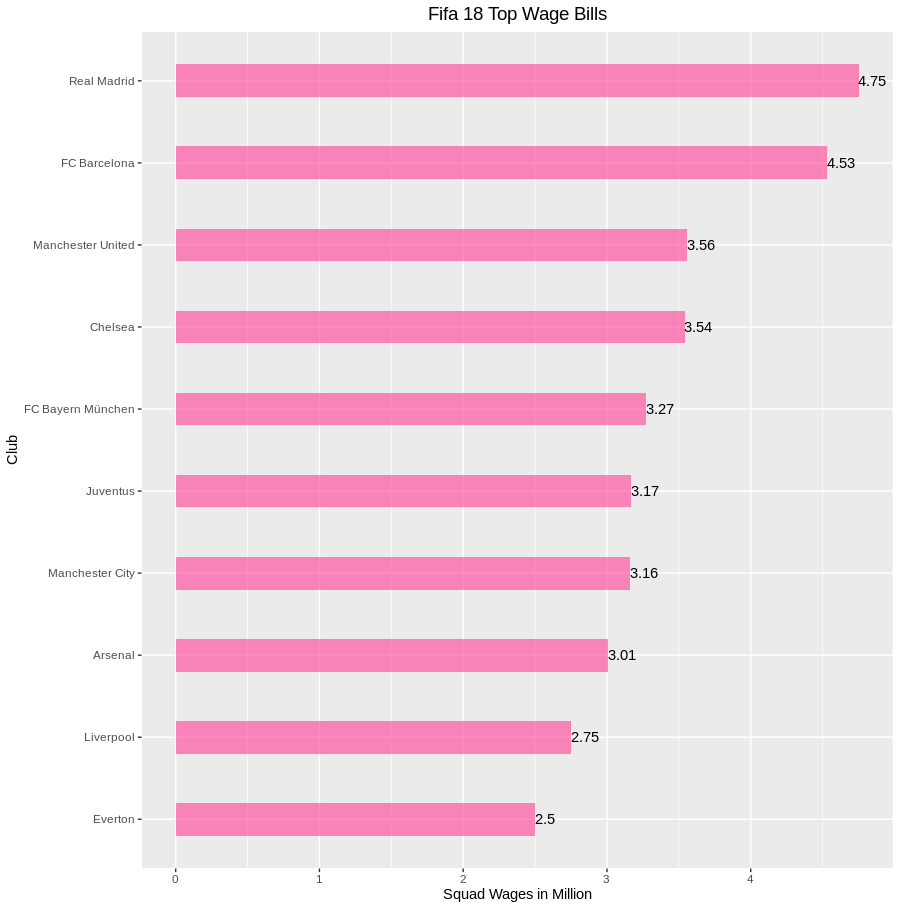 Fifa 18 Top Wage Bills
Real Madrid 4.75
FC Barcelona 4.53
Manchester United 3.56
Chelsea 3.54
FC Bayern München 3.27
Juventus 3.17
Manchester City 3.16
Arsenal 3.01
Liverpool 2.75
Everton 2.5
Club
0 1 2 3 4
Squad Wages in Million